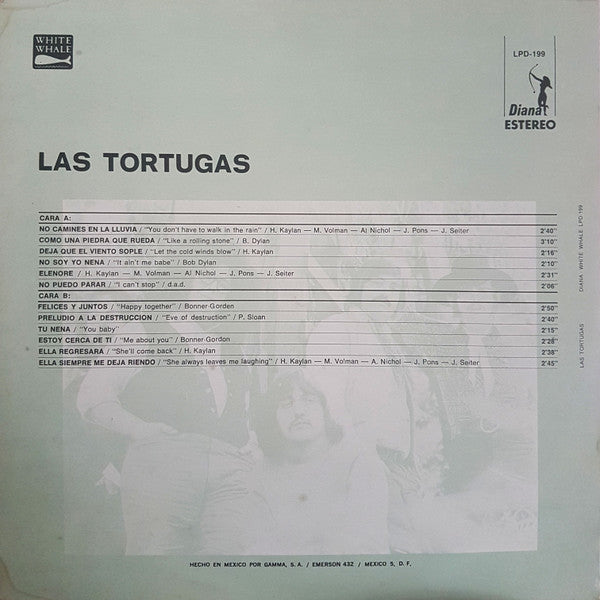 WHITE
WHALE
LPD-199
Diana
ESTEREO
LAS TORTUGAS
CARA A:
NO CAMINES EN LA LLUVIA / "You don't have to walk in the rain" / H. Kaylan — M. Volman — Al Nichol — J. Pons — J. Seiter 2'40"
COMO UNA PIEDRA QUE RUEDA / "Like a rolling stone" / B. Dylan 3'10"
DEJA QUE EL VIENTO SOPLE / "Let the cold winds blow" / H. Kaylan 2'16"
NO SOY YO NENA / "It ain't me babe" / Bob Dylan 2'10"
ELENORE / H. Kaylan — M. Volman — Al Nichol — J. Pons — J. Seiter 2'31"
NO PUEDO PARAR / "I can't stop" / d.a.d. 2'06"
CARA B:
FELICES Y JUNTOS / "Happy together" / Bonner-Gordon 2'50"
PRELUDIO A LA DESTRUCCION / "Eve of destruction" / P. Sloan 2'40"
TU NENA / "You baby" 2'15"
ESTOY CERCA DE TI / "Me about you" / Bonner-Gordon 2'28"
ELLA REGRESARÁ / "She'll come back" / H. Kaylan 2'38"
ELLA SIEMPRE ME DEJA RIENDO / "She always leaves me laughing" / H. Kaylan — M. Volman — A. Nichol — J. Pons — J. Seiter 2'45"
LAS TORTUGAS DIANA WHITE WHALE LPD-199
HECHO EN MEXICO POR GAMMA, S.A. / EMERSON 432 / MEXICO 5, D. F.